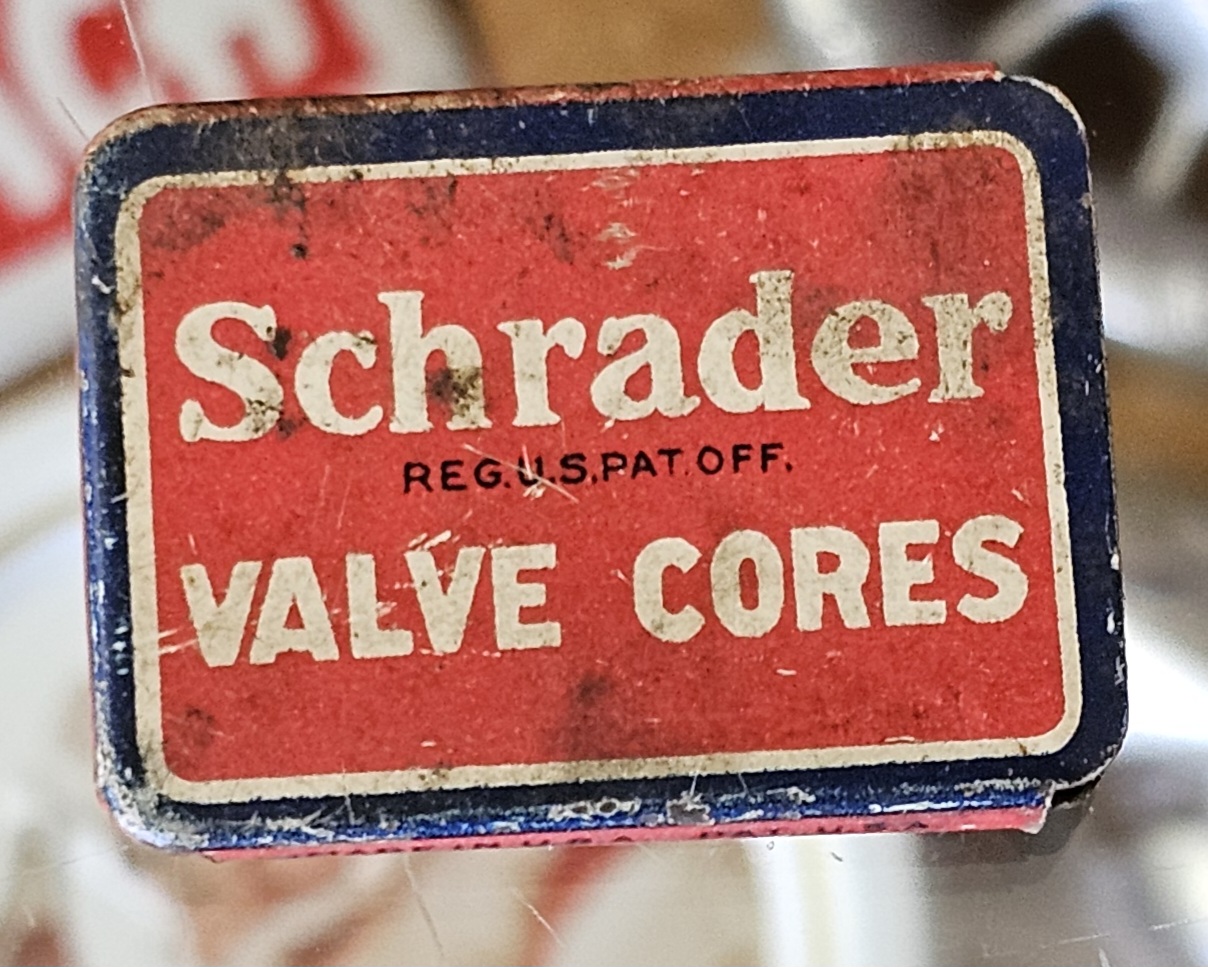 Schrader
REG.U.S.PAT.OFF.
VALVE CORES